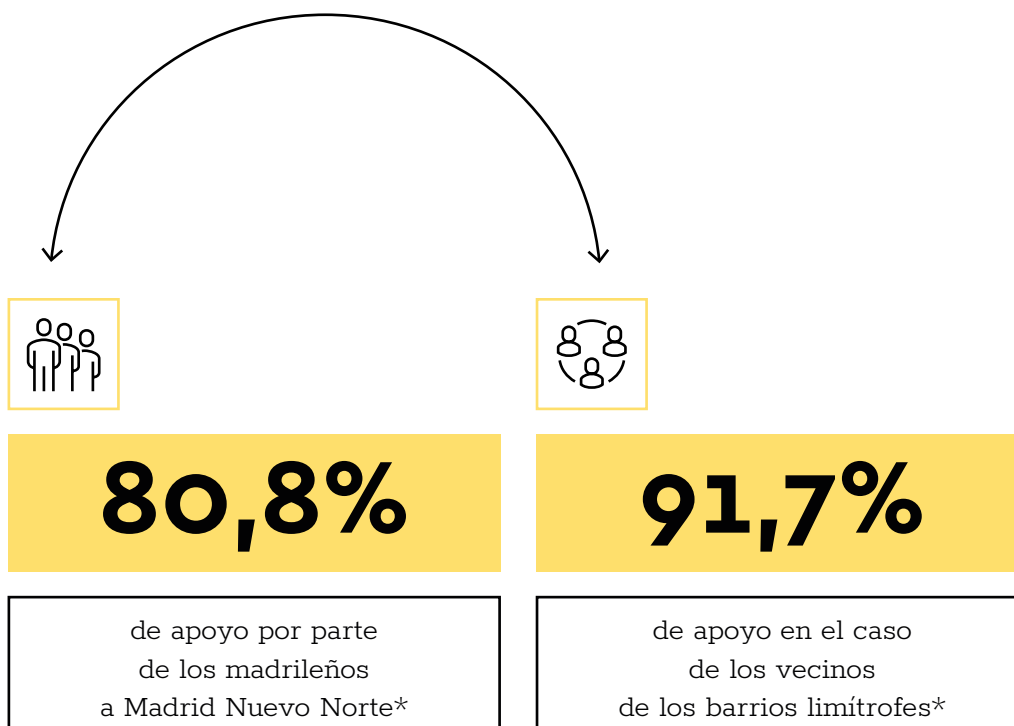 80,8%
de apoyo por parte
de los madrileños
a Madrid Nuevo Norte*
91,7%
de apoyo en el caso
de los vecinos
de los barrios limítrofes*